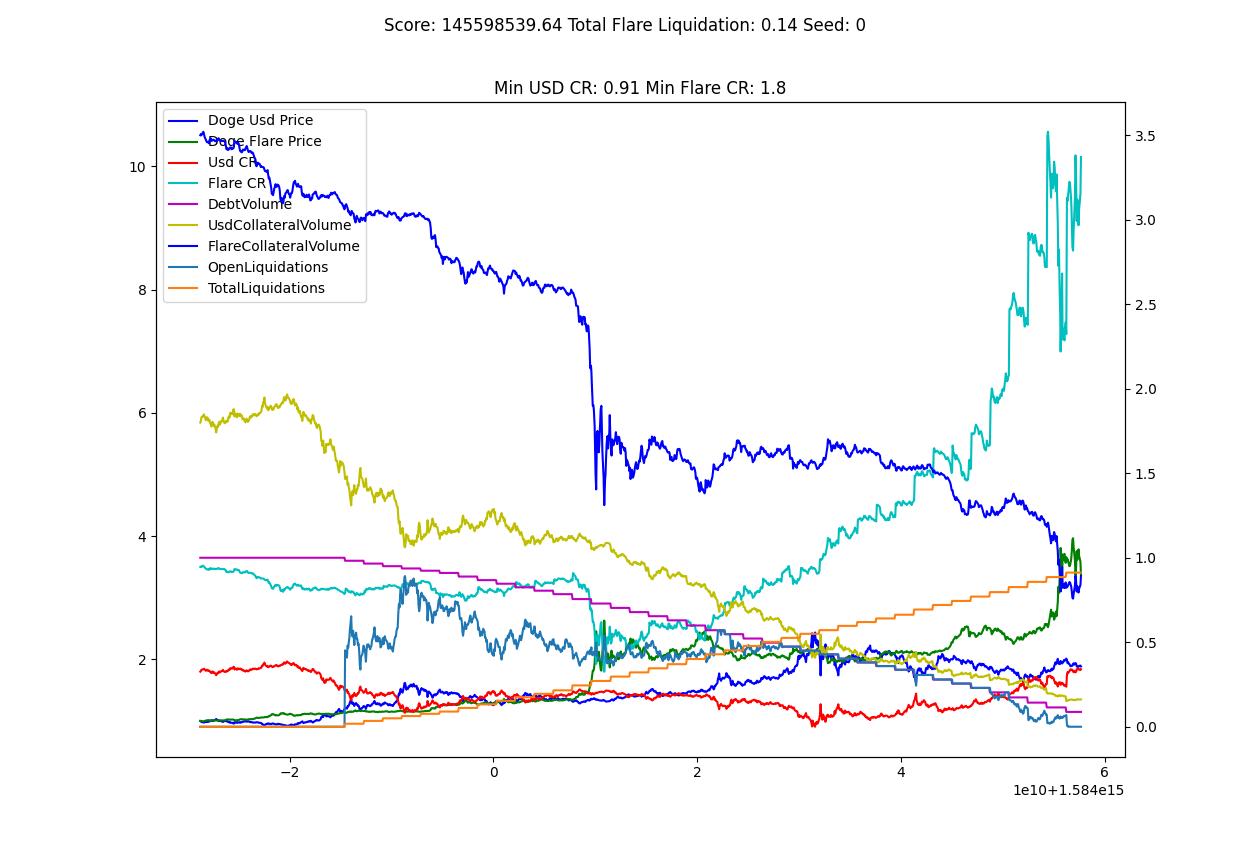 Score: 145598539.64 Total Flare Liquidation: 0.14 Seed: 0
Min USD CR: 0.91 Min Flare CR: 1.8
Doge Usd Price
Doge Flare Price
Usd CR
Flare CR
DebtVolume
UsdCollateralVolume
FlareCollateralVolume
OpenLiquidations
TotalLiquidations
10
8
6
4
2
3.5
3.0
2.5
2.0
1.5
1.0
0.5
0.0
−2
0
2
4
6
1e10+1.584e15